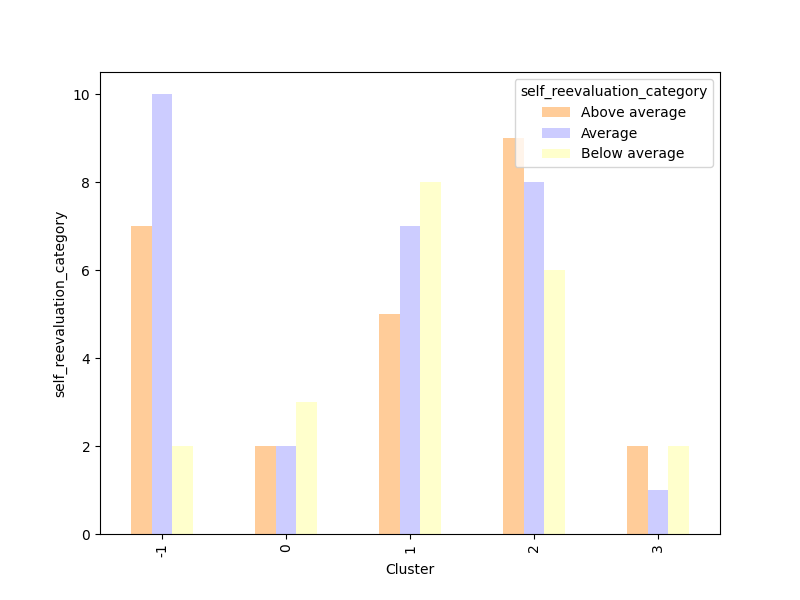 self_reevaluation_category
Above average
Average
Below average
self_reevaluation_category
10
8
6
4
2
0
-1
0
1
2
3
Cluster